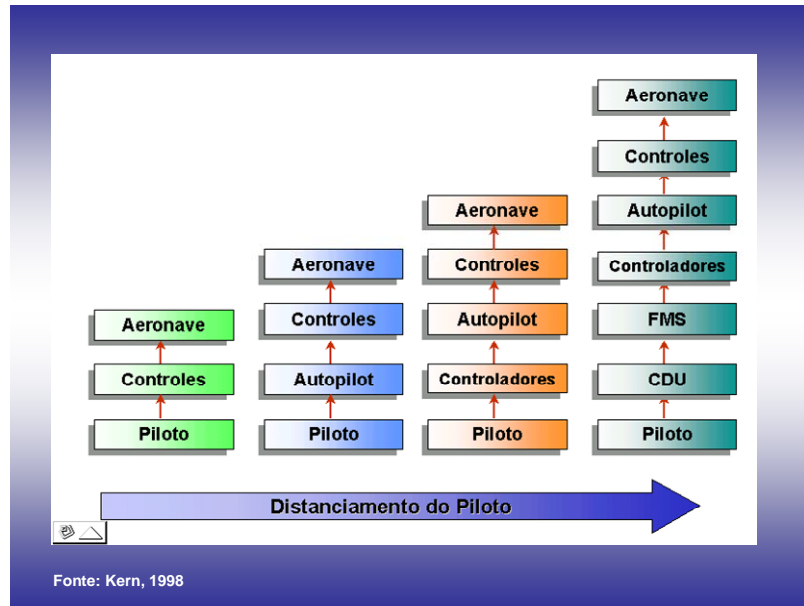 Aeronave
Controles
Piloto
Aeronave
Controles
Autopilot
Piloto
Aeronave
Controles
Autopilot
Controladores
Piloto
Aeronave
Controles
Autopilot
Controladores
FMS
CDU
Piloto
Distanciamento do Piloto
Fonte: Kern, 1998